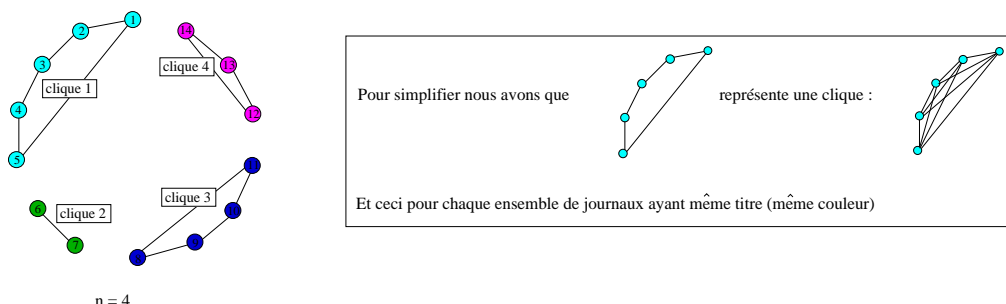 1
2
14
3
13
clique 4
clique 1
4
12
5
11
clique 3
6
clique 2
10
7
9
8
n = 4
Pour simplifier nous avons que
représente une clique :
Et ceci pour chaque ensemble de journaux ayant même titre (même couleur)